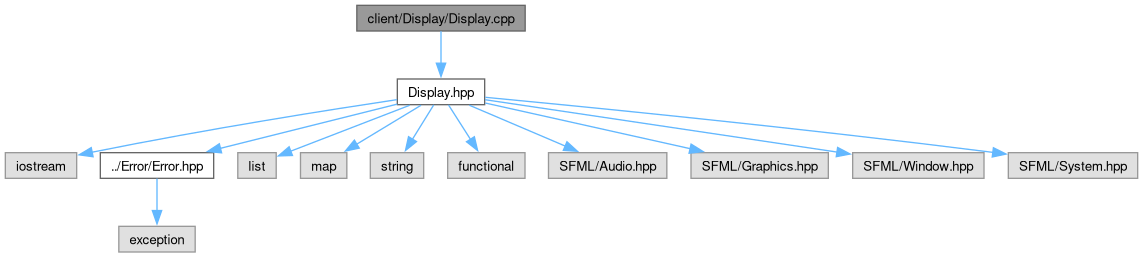 client/Display/Display.cpp
Display.hpp
iostream
../Error/Error.hpp
list
map
string
functional
SFML/Audio.hpp
SFML/Graphics.hpp
SFML/Window.hpp
SFML/System.hpp
exception